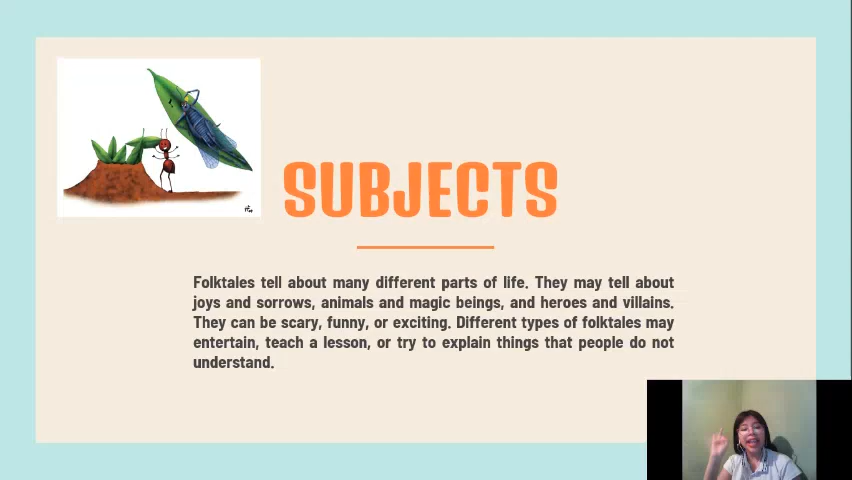 SUBJECTS
Folktales tell about many different parts of life. They may tell about
joys and sorrows, animals and magic beings, and heroes and villains.
They can be scary, funny, or exciting. Different types of folktales may
entertain, teach a lesson, or try to explain things that people do not
understand.